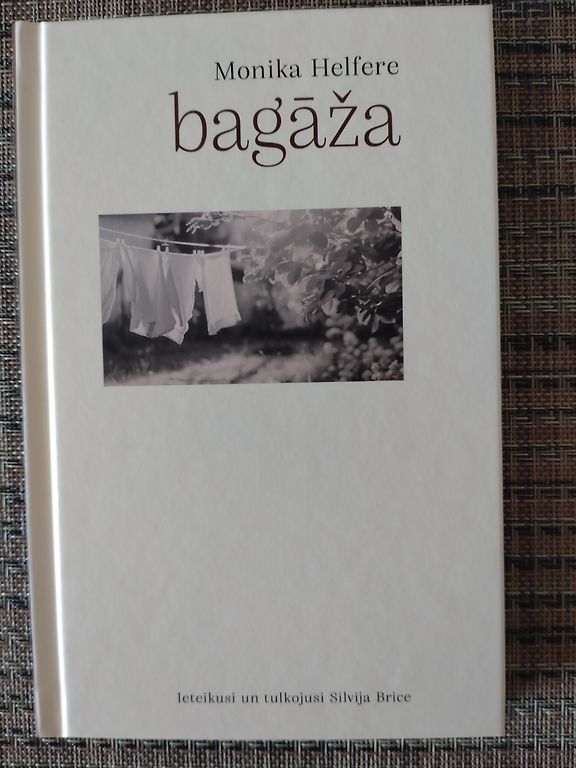 Monika Helfere
bagāža
Ieteikusi un tulkojusi Silvija Brice